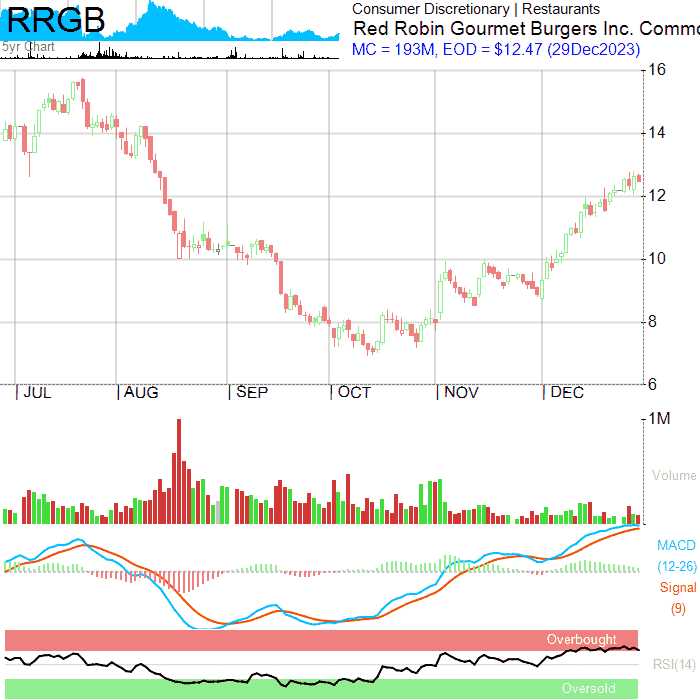 RRGB
5yr Chart
Consumer Discretionary | Restaurants
Red Robin Gourmet Burgers Inc. Commo
MC = 193M, EOD = $12.47 (29Dec2023)
16
14
12
10
8
6
JUL AUG SEP OCT NOV DEC
1M
Volume
MACD
(12-26)
Signal
(9)
Overbought
RSI(14)
Oversold